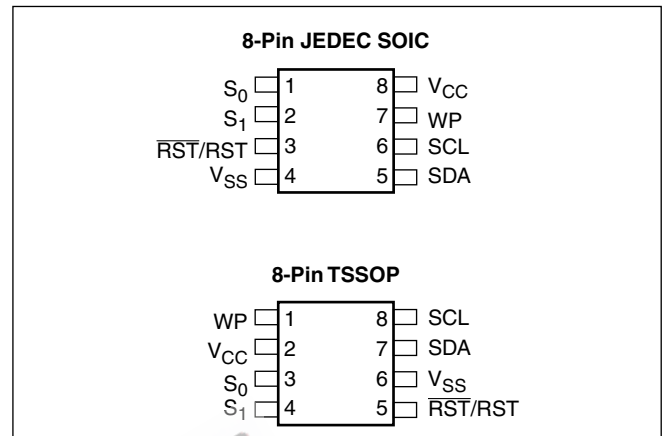 8-Pin JEDEC SOIC
S0 1 8 VCC
S1 2 7 WP
R̅S̅T̅/RST 3 6 SCL
VSS 4 5 SDA
8-Pin TSSOP
WP 1 8 SCL
VCC 2 7 SDA
S0 3 6 VSS
S1 4 5 R̅S̅T̅/RST